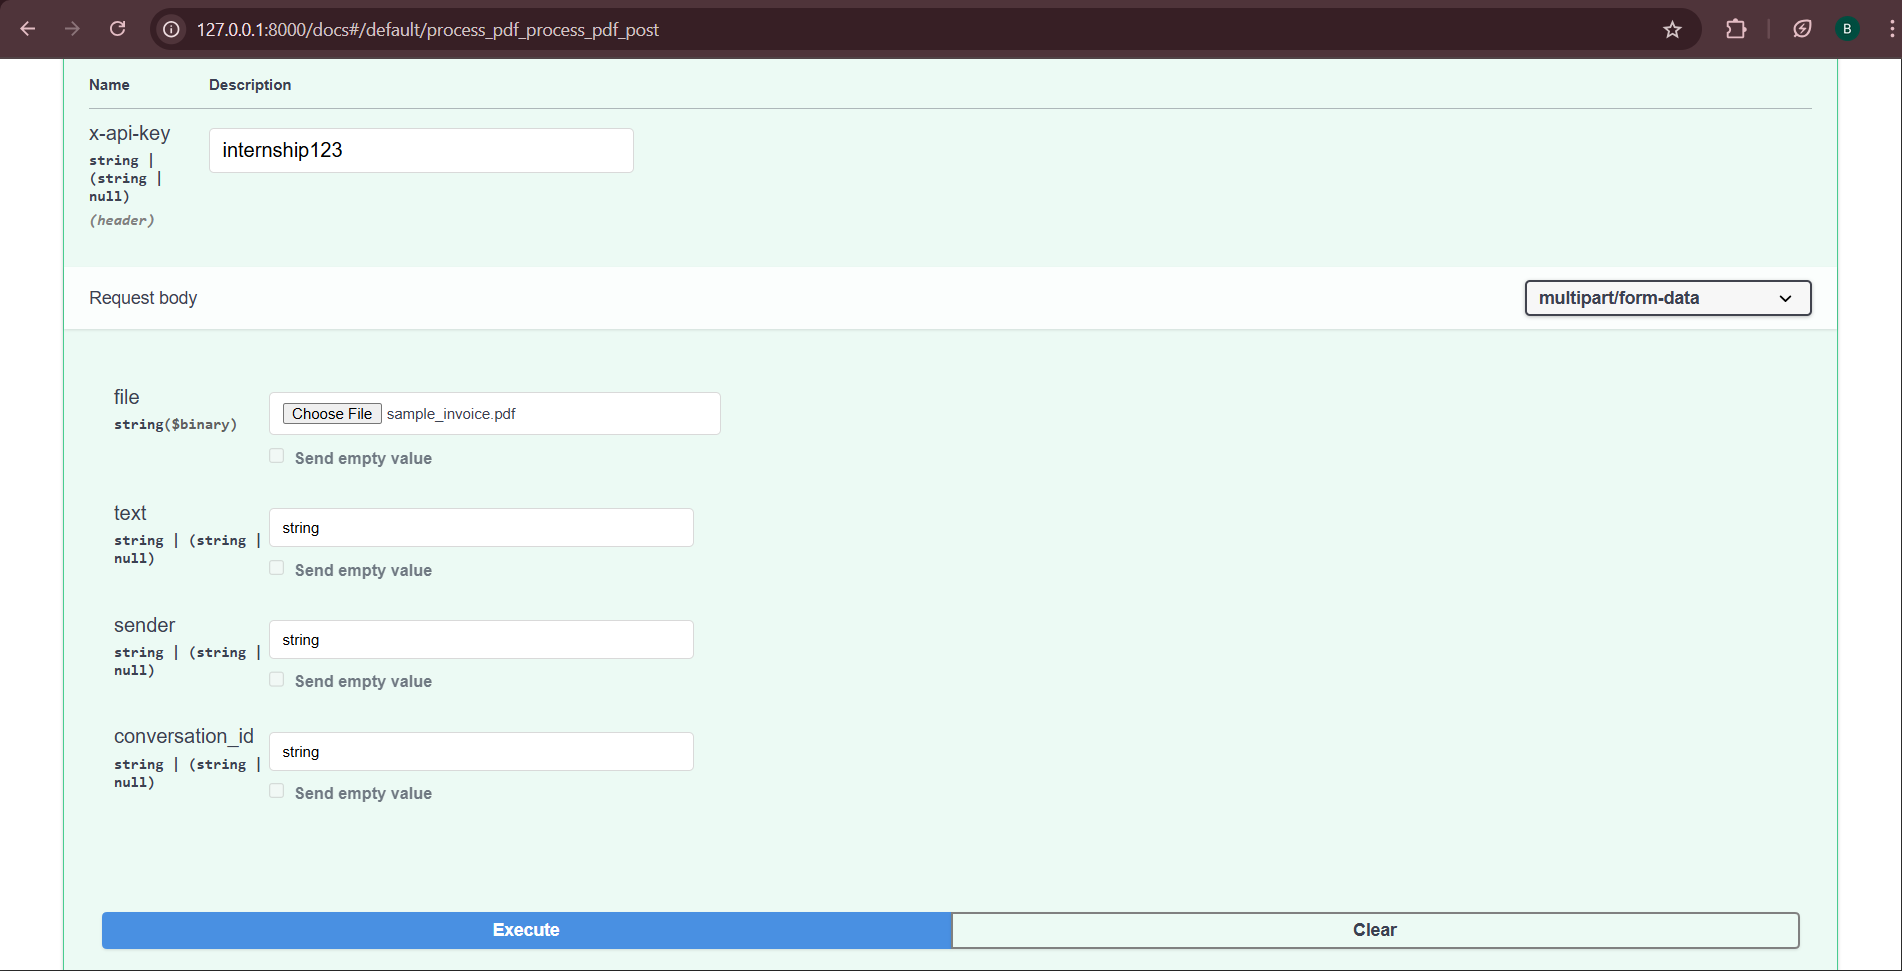 127.0.0.1:8000/docs#/default/process_pdf_process_pdf_post
B
Name Description
x-api-key
string |
(string |
null)
(header)
internship123
Request body
multipart/form-data
file
string($binary)
Choose File sample_invoice.pdf
Send empty value
text
string | (string |
null)
string
Send empty value
sender
string | (string |
null)
string
Send empty value
conversation_id
string | (string |
null)
string
Send empty value
Execute Clear